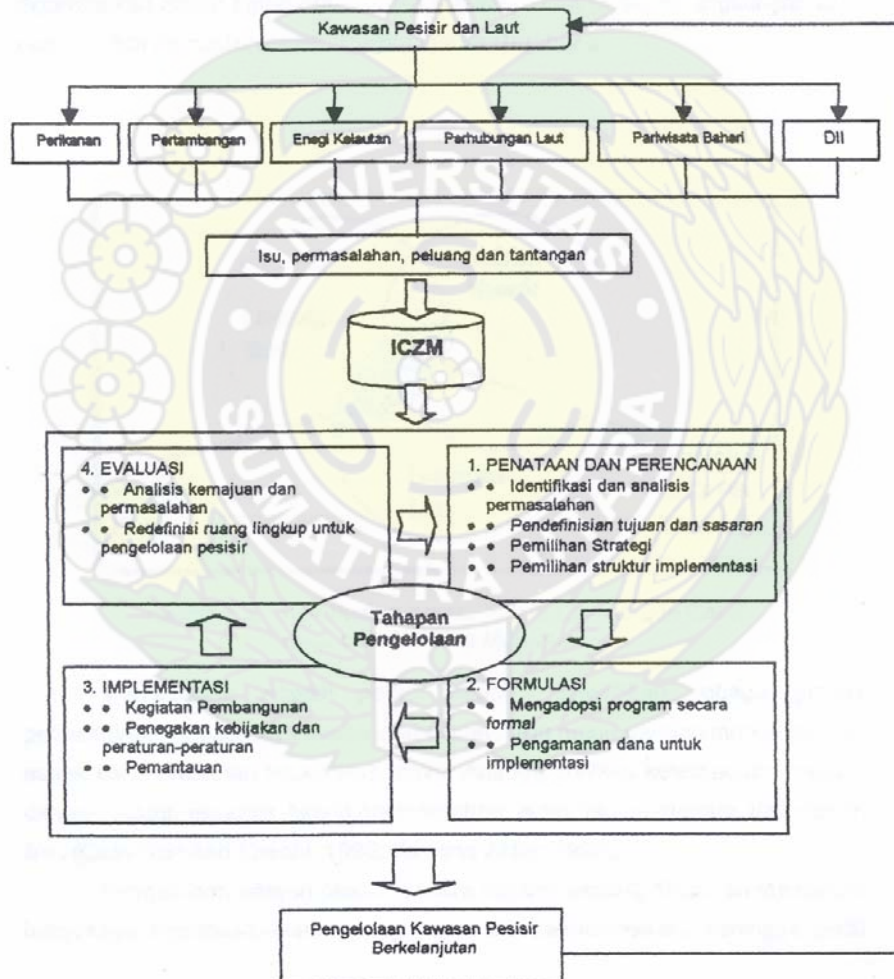 Kawasan Pesisir dan Laut
Perikanan
Pertambangan
Enegi Kelautan
Perhubungan Laut
Pariwisata Bahari
Dll
Isu, permasalahan, peluang dan tantangan
ICZM
4. EVALUASI
• • Analisis kemajuan dan
permasalahan
• • Redefinisi ruang lingkup untuk
pengelolaan pesisir
1. PENATAAN DAN PERENCANAAN
• • Identifikasi dan analisis
permasalahan
• • Pendefinisian tujuan dan sasaran
• • Pemilihan Strategi
• • Pemilihan struktur implementasi
Tahapan
Pengelolaan
3. IMPLEMENTASI
• • Kegiatan Pembangunan
• • Penegakan kebijakan dan
peraturan-peraturan
• • Pemantauan
2. FORMULASI
• • Mengadopsi program secara
formal
• • Pengamanan dana untuk
implementasi
Pengelolaan Kawasan Pesisir
Berkelanjutan
UNIVERSITAS
SUMATERA UTARA